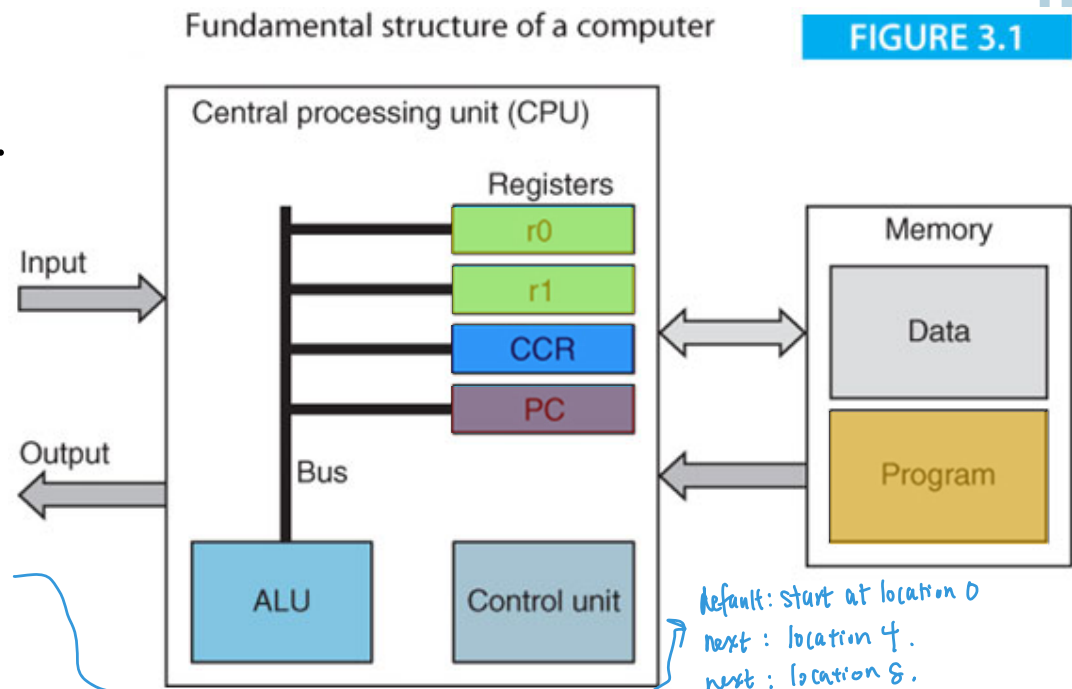 Fundamental structure of a computer
FIGURE 3.1
Central processing unit (CPU)
Registers
r0
r1
CCR
PC
Input
Output
Bus
ALU
Control unit
Memory
Data
Program
default: start at location 0
next: location 4.
next: location 8.